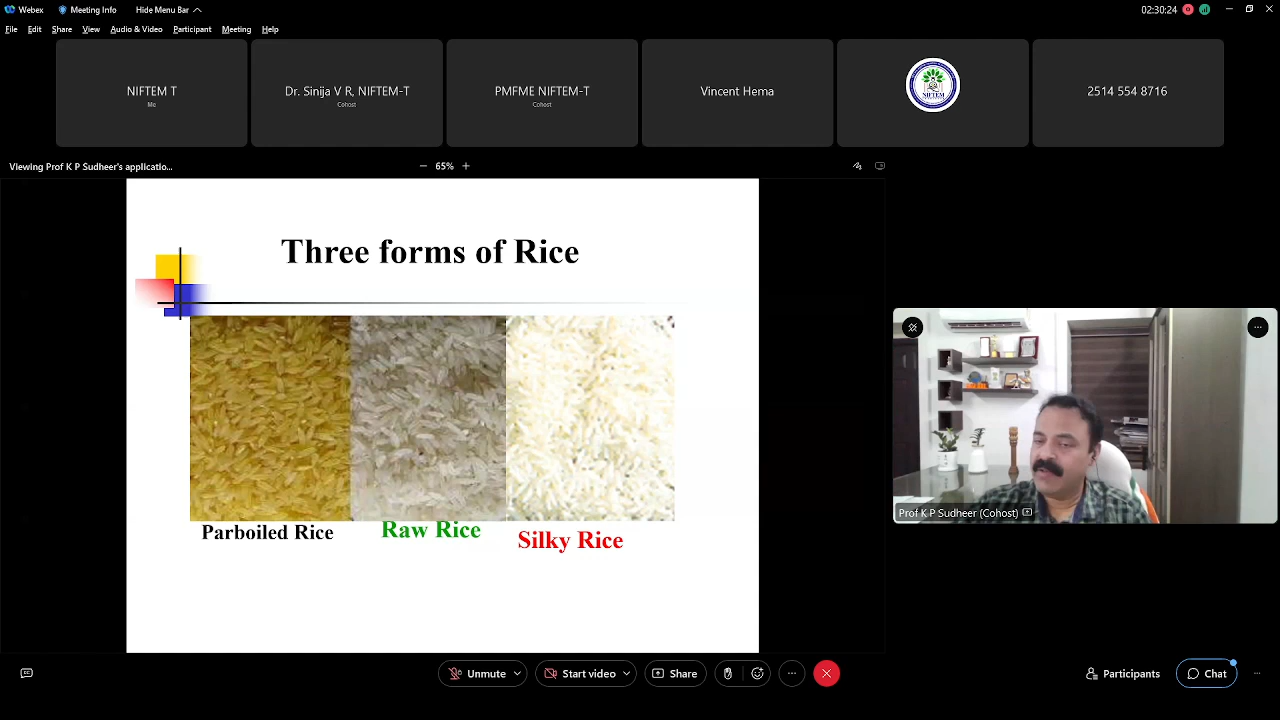 Webex
Meeting Info
Hide Menu Bar
02:30:24
File Edit Share View Audio & Video Participant Meeting Help
NIFTEM T
Me
Dr. Sinija V R, NIFTEM-T
Cohost
PMFME NIFTEM-T
Cohost
Vincent Hema
NIFTEM
2514 554 8716
Viewing Prof K P Sudheer's applicatio...
65%
Three forms of Rice
Parboiled Rice
Raw Rice
Silky Rice
Prof K P Sudheer (Cohost)
Unmute
Start video
Share
Participants
Chat